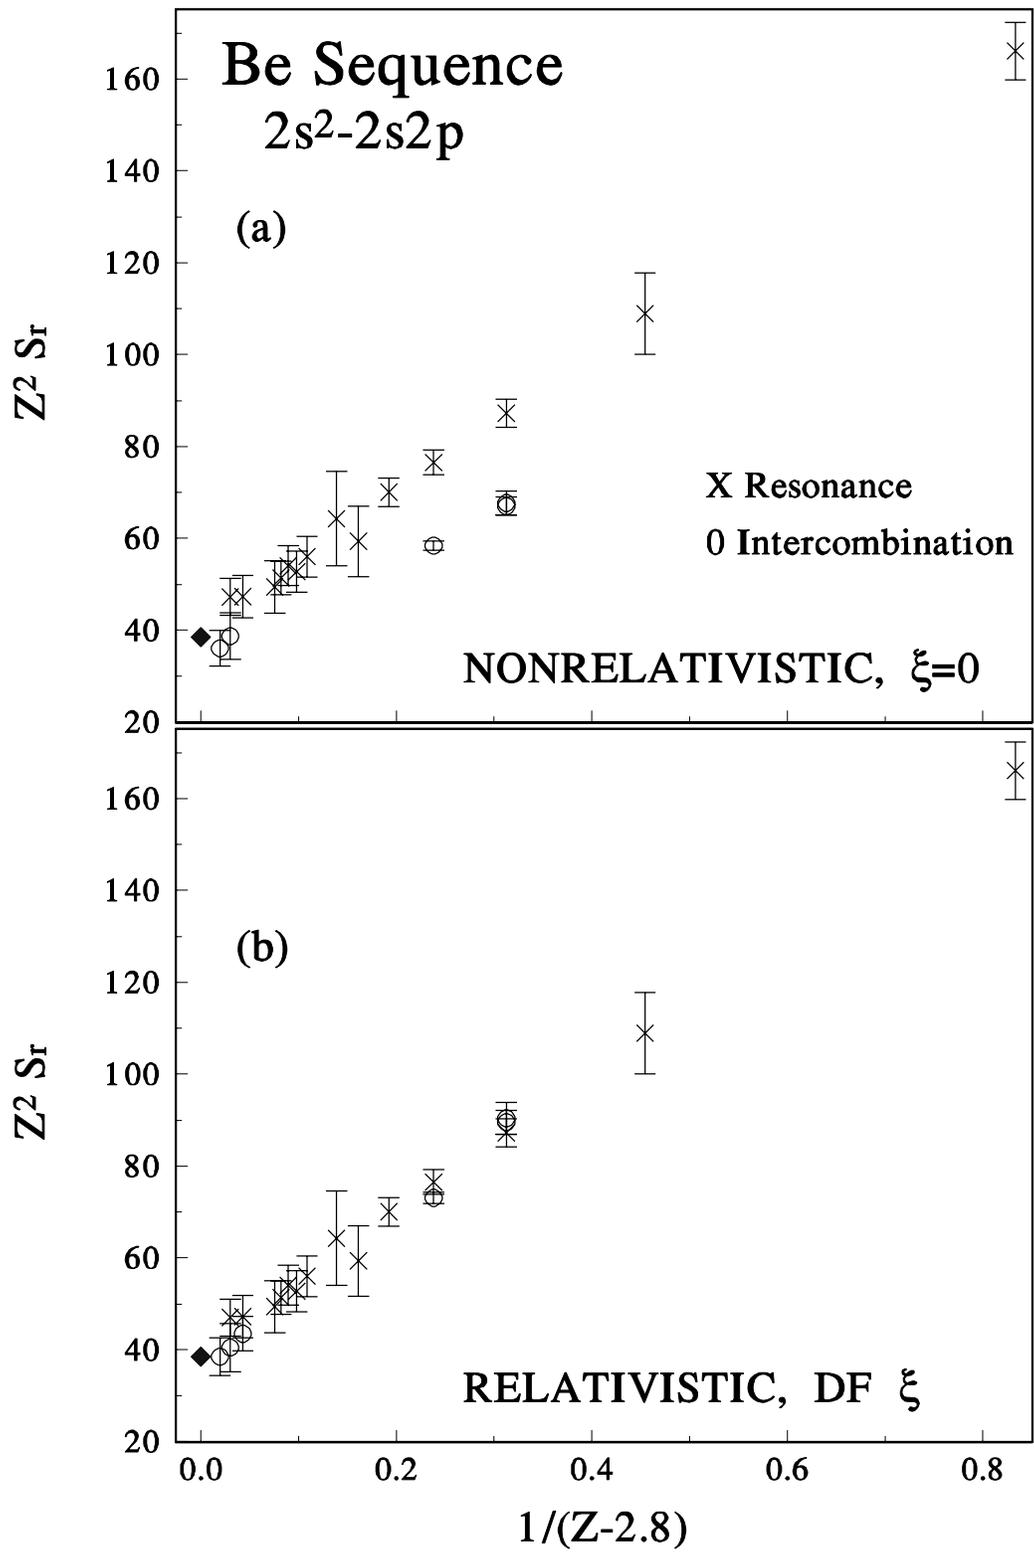 Be Sequence
2s²-2s2p
(a)
160
140
120
100
80
60
40
20
Z² Sr
X Resonance
0 Intercombination
NONRELATIVISTIC, ξ=0
(b)
160
140
120
100
80
60
40
20
Z² Sr
RELATIVISTIC, DF ξ
0.0 0.2 0.4 0.6 0.8
1/(Z-2.8)